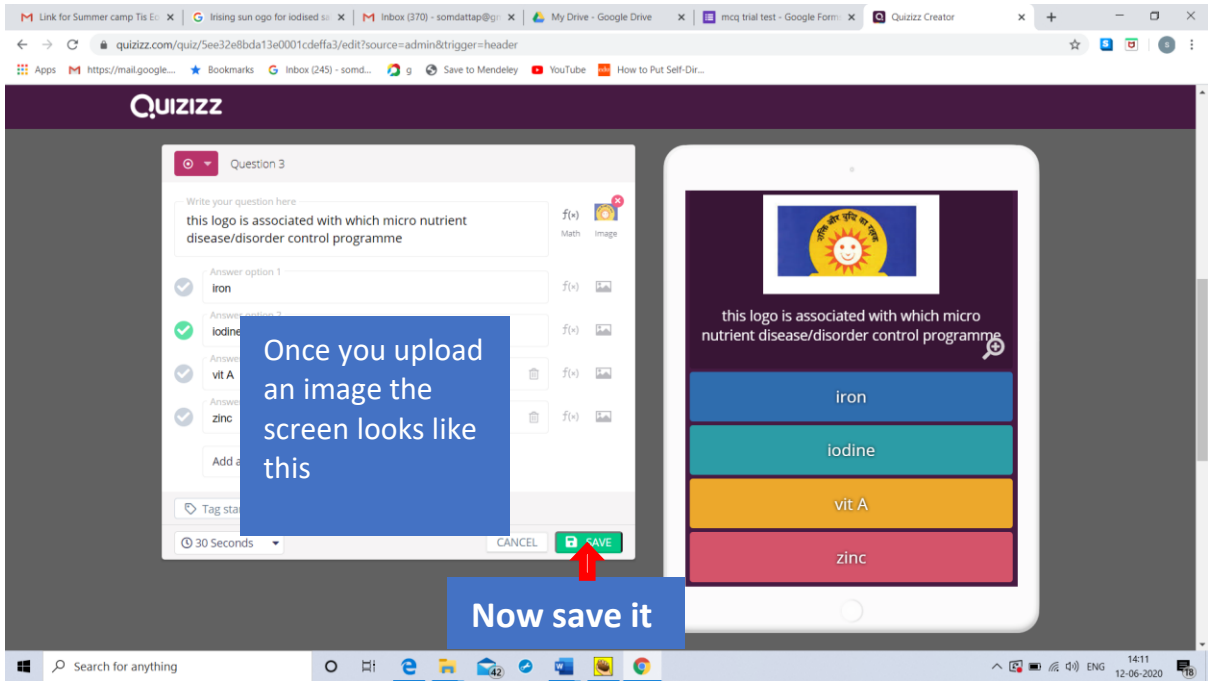 Link for Summer camp Tis Ec
Irising sun ogo for iodised sa
Inbox (370) - somdattap@gm
My Drive - Google Drive
mcq trial test - Google Form
Quizizz Creator
quizizz.com/quiz/5ee32e8bda13e0001cdeffa3/edit?source=admin&trigger=header
Apps
https://mail.google....
Bookmarks
Inbox (245) - somd...
g
Save to Mendeley
YouTube
How to Put Self-Dir...
QUIZIZZ
Question 3
Write your question here
this logo is associated with which micro nutrient
disease/disorder control programme
f(x)
Math
Image
Answer option 1
iron
f(x)
Answer option 2
iodine
f(x)
Answe
vit A
f(x)
Answe
zinc
f(x)
Add a
Tag sta
30 Seconds
CANCEL
SAVE
Once you upload
an image the
screen looks like
this
Now save it
this logo is associated with which micro
nutrient disease/disorder control programme
iron
iodine
vit A
zinc
Search for anything
42
ENG
14:11
12-06-2020
18